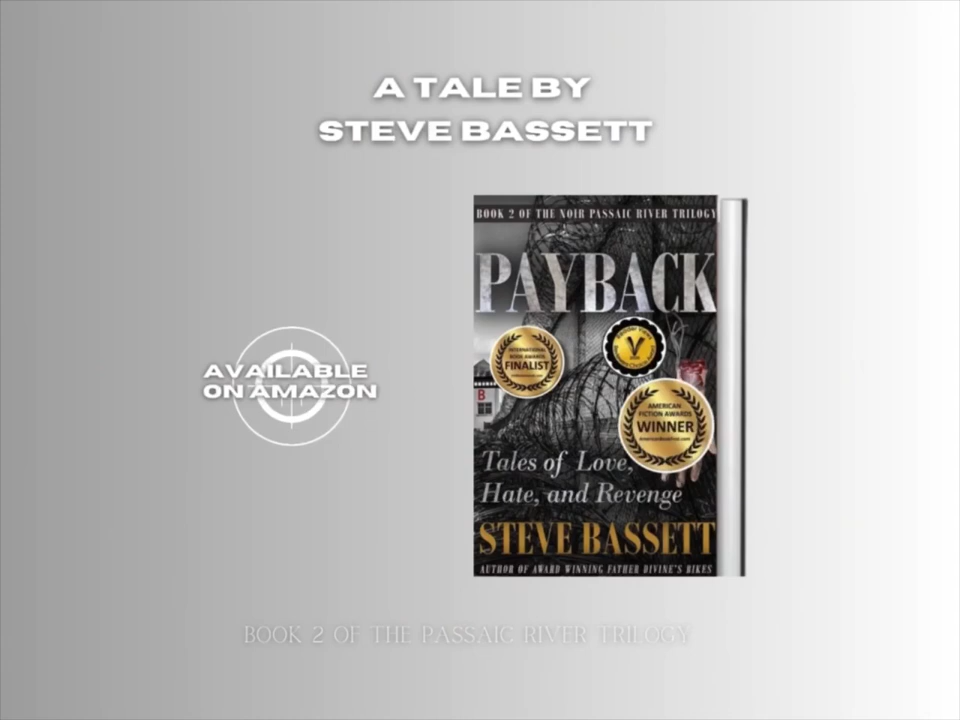 A TALE BY
STEVE BASSETT
BOOK 2 OF THE NOIR PASSAIC RIVER TRILOGY
PAYBACK
INTERNATIONAL
BOOK AWARDS
FINALIST
V
B
AMERICAN
FICTION AWARDS
WINNER
AmericanBookFest.com
AVAILABLE
ON AMAZON
Tales of Love,
Hate, and Revenge
STEVE BASSETT
AUTHOR OF AWARD WINNING FATHER DIVINE'S BIKES
BOOK 2 OF THE PASSAIC RIVER TRILOGY